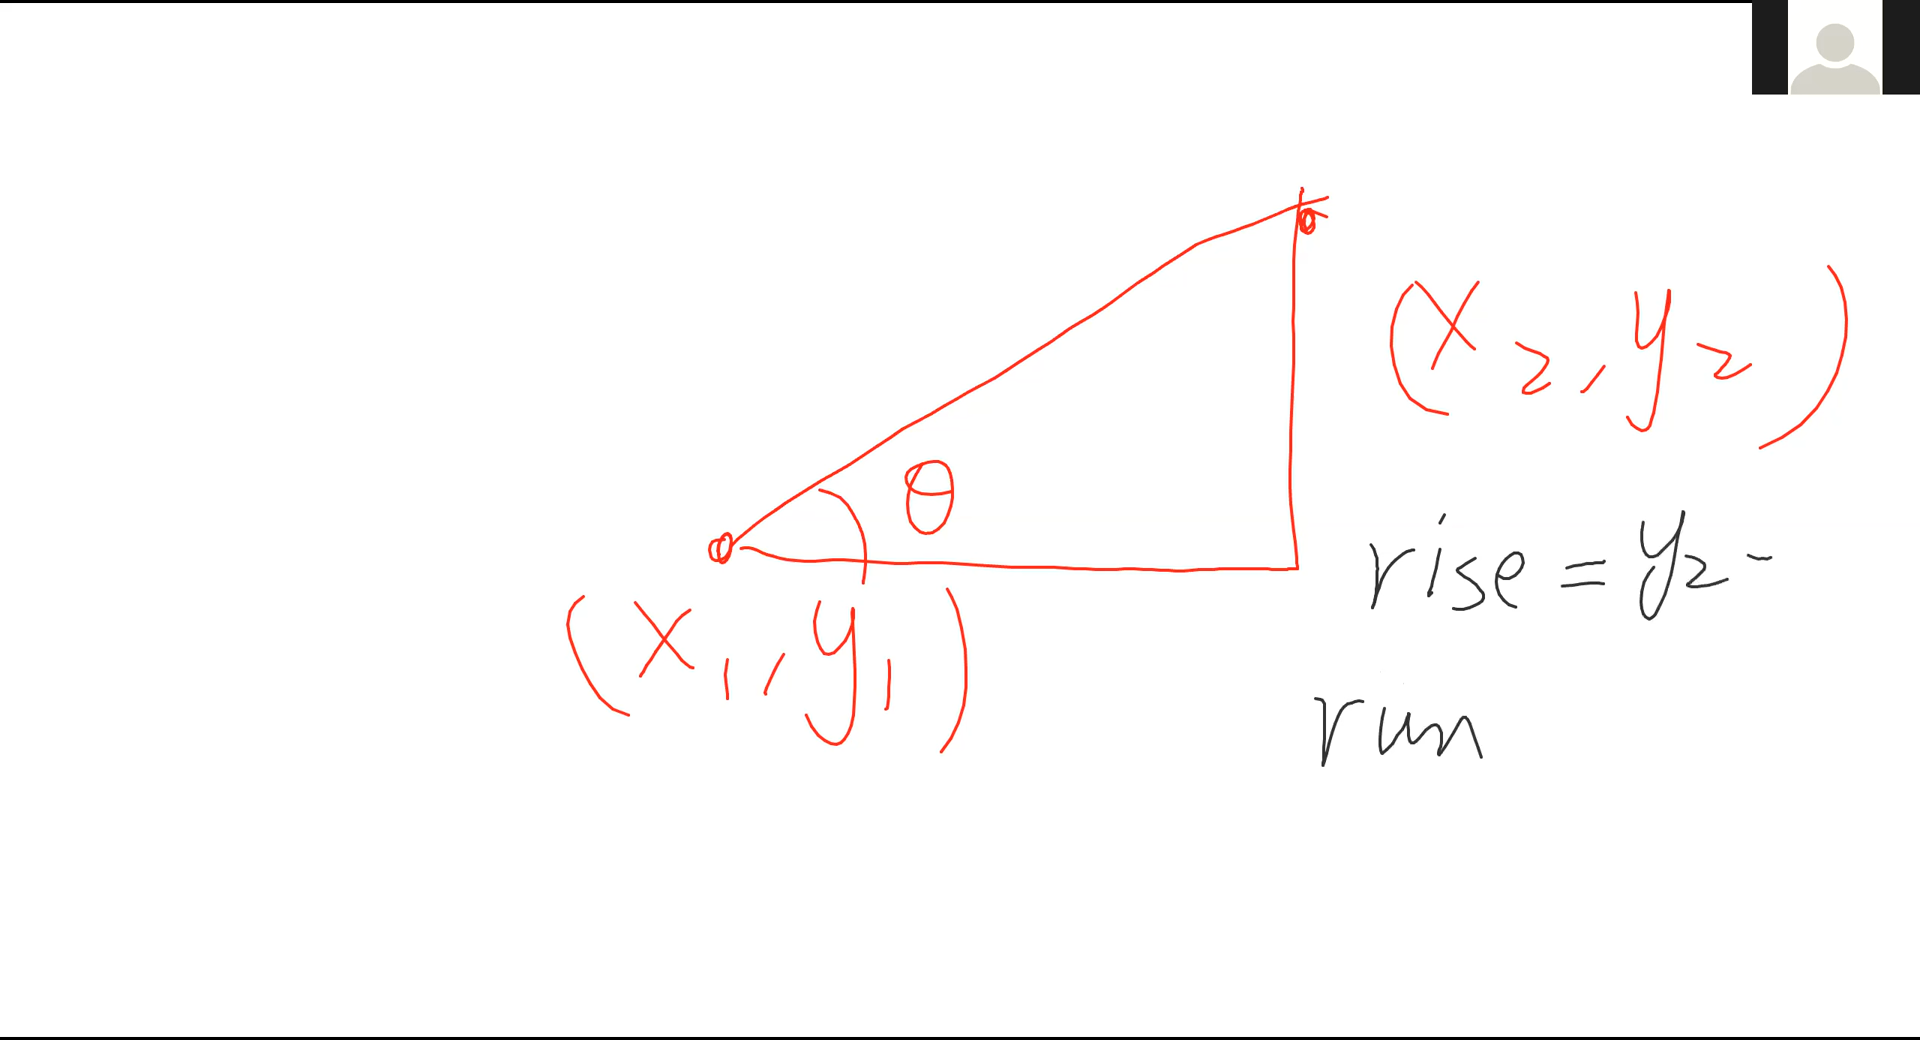 (x₂, y₂)
θ
rise = y₂ -
(x₁, y₁)
run